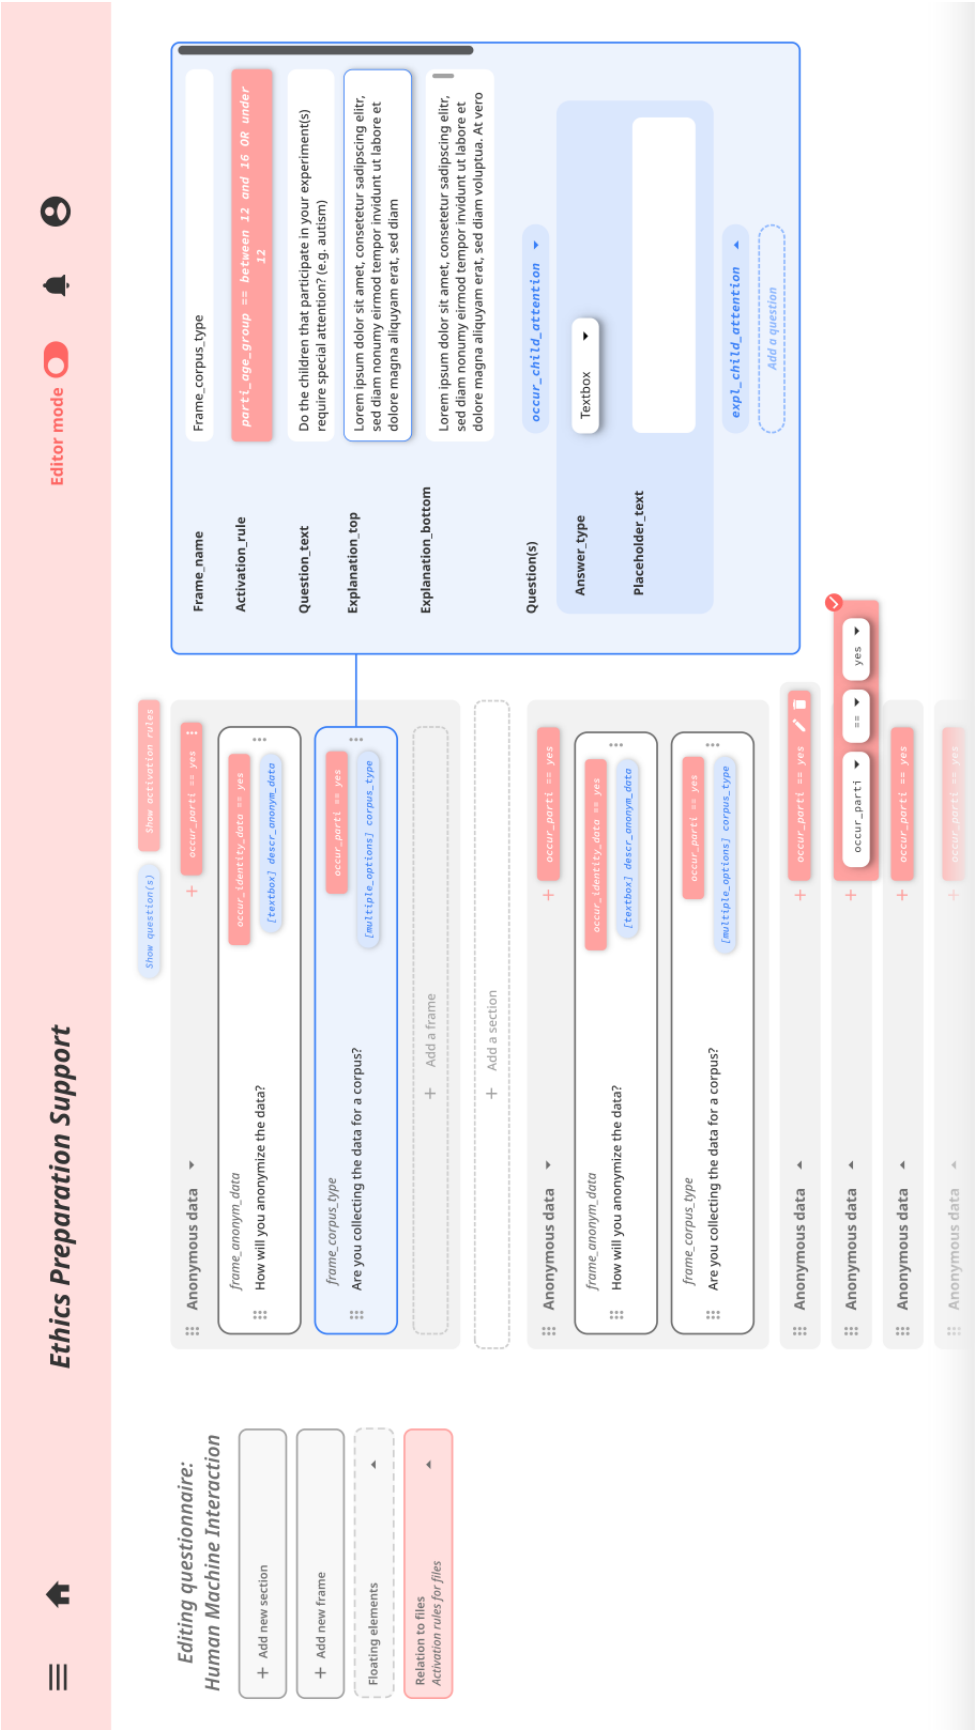 Ethics Preparation Support
Editor mode
Editing questionnaire:
Human Machine Interaction
+ Add new section
+ Add new frame
Floating elements
Relation to files
Activation rules for files
Show question(s)
Show activation rules
Anonymous data
+ occur_parti == yes
frame_anonym_data
How will you anonymize the data?
occur_identity_data == yes
[textbox] descr_anonym_data
frame_corpus_type
Are you collecting the data for a corpus?
occur_parti == yes
[multiple_options] corpus_type
+ Add a frame
+ Add a section
Anonymous data
+ occur_parti == yes
frame_anonym_data
How will you anonymize the data?
occur_identity_data == yes
[textbox] descr_anonym_data
frame_corpus_type
Are you collecting the data for a corpus?
occur_parti == yes
[multiple_options] corpus_type
Anonymous data
+ occur_parti == yes
Anonymous data
+ occur_parti == yes
Anonymous data
+ occur_parti == yes
Anonymous data
+ occur_parti == yes
Frame_name
Frame_corpus_type
Activation_rule
parti_age_group == between 12 and 16 OR under
12
Question_text
Do the children that participate in your experiment(s)
require special attention? (e.g. autism)
Explanation_top
Lorem ipsum dolor sit amet, consetetur sadipscing elitr,
sed diam nonumy eirmod tempor invidunt ut labore et
dolore magna aliquyam erat, sed diam
Explanation_bottom
Lorem ipsum dolor sit amet, consetetur sadipscing elitr,
sed diam nonumy eirmod tempor invidunt ut labore et
dolore magna aliquyam erat, sed diam voluptua. At vero
Question(s)
occur_child_attention
Answer_type
Textbox
Placeholder_text
expl_child_attention
Add a question